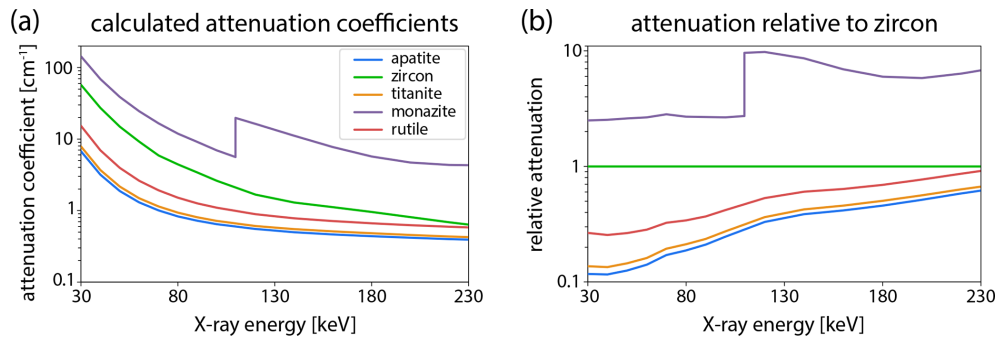 (a) calculated attenuation coefficients
attenuation coefficient [cm⁻¹]
100
10
1
0.1
30 80 130 180 230
X-ray energy [keV]
apatite
zircon
titanite
monazite
rutile
(b) attenuation relative to zircon
relative attenuation
10
1
0.1
30 80 130 180 230
X-ray energy [keV]